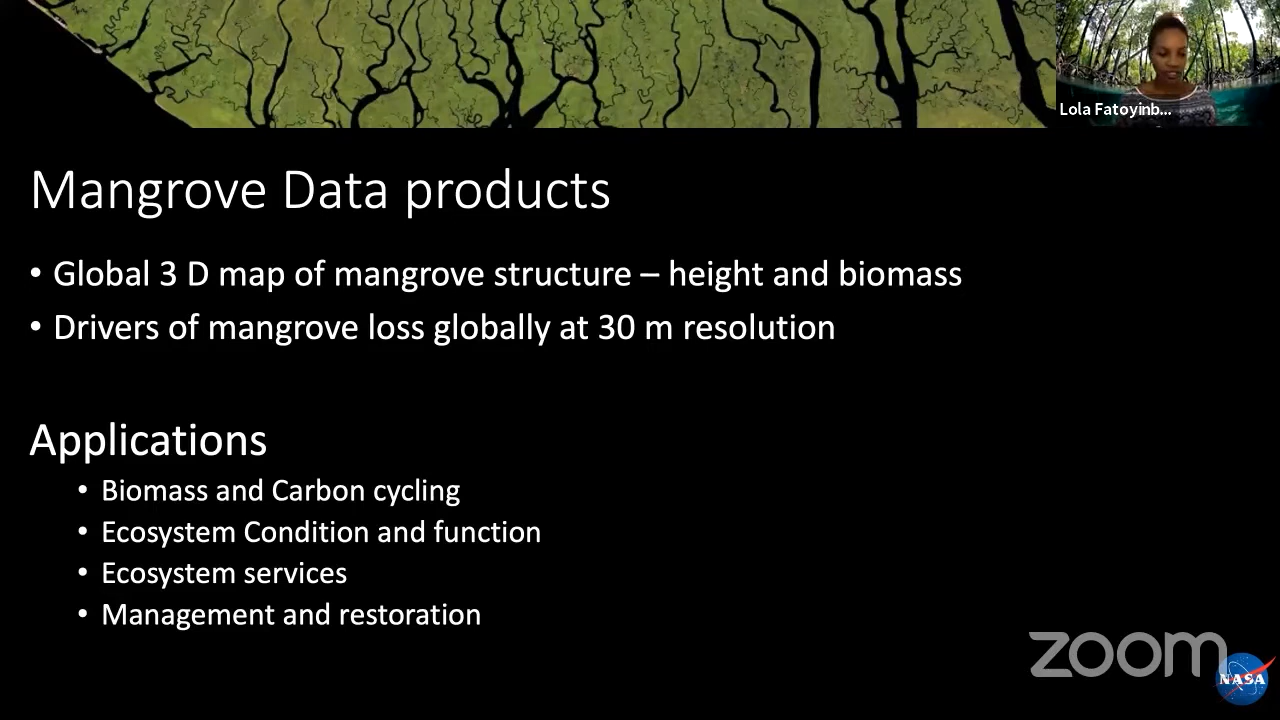 Lola Fatoyinb...
Mangrove Data products
• Global 3 D map of mangrove structure – height and biomass
• Drivers of mangrove loss globally at 30 m resolution
Applications
• Biomass and Carbon cycling
• Ecosystem Condition and function
• Ecosystem services
• Management and restoration
zoom
NASA